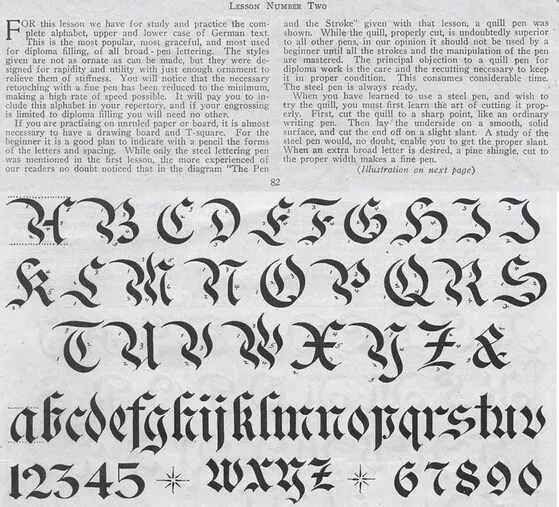 LESSON NUMBER TWO
FOR this lesson we have for study and practice the com-
plete alphabet, upper and lower case of German text.
This is the most popular, most graceful, and most used
for diploma filling, of all broad-pen lettering. The styles
given are not as ornate as can be made, but they were de-
signed for rapidity and utility with just enough ornament to
relieve them of stiffness. You will notice that the necessary
retouching with a fine pen has been reduced to the minimum,
making a high rate of speed possible. It will pay you to in-
clude this alphabet in your repertory, and if your engrossing
is limited to diploma filling you will need no other.
If you are practising on unruled paper or board, it is almost
necessary to have a drawing board and T-square. For the
beginner it is a good plan to indicate with a pencil the forms
of the letters and spacing. While only the steel lettering pen
was mentioned in the first lesson, the more experienced of
our readers no doubt noticed that in the diagram "The Pen
and the Stroke" given with that lesson, a quill pen was
shown. While the quill, properly cut, is undoubtedly superior
to all other pens, in our opinion it should not be used by a
beginner until all the strokes and the manipulation of the pen
are mastered. The principal objection to a quill pen for
diploma work is the care and the recutting necessary to keep
it in proper condition. This consumes considerable time.
The steel pen is always ready.
When you have learned to use a steel pen, and wish to
try the quill, you must first learn the art of cutting it prop-
erly. First, cut the quill to a sharp point, like an ordinary
writing pen. Then lay the underside on a smooth, solid
surface, and cut the end off on a slight slant. A study of the
steel pen would, no doubt, enable you to get the proper slant.
When an extra broad letter is desired, a pine shingle, cut to
the proper width makes a fine pen.
(Illustration on next page)
82
A B C D E F G H I J
K L M N O P Q R S
T U V W X Y Z &
abcdefghijklmnopqrstuv
12345 wxyz 67890